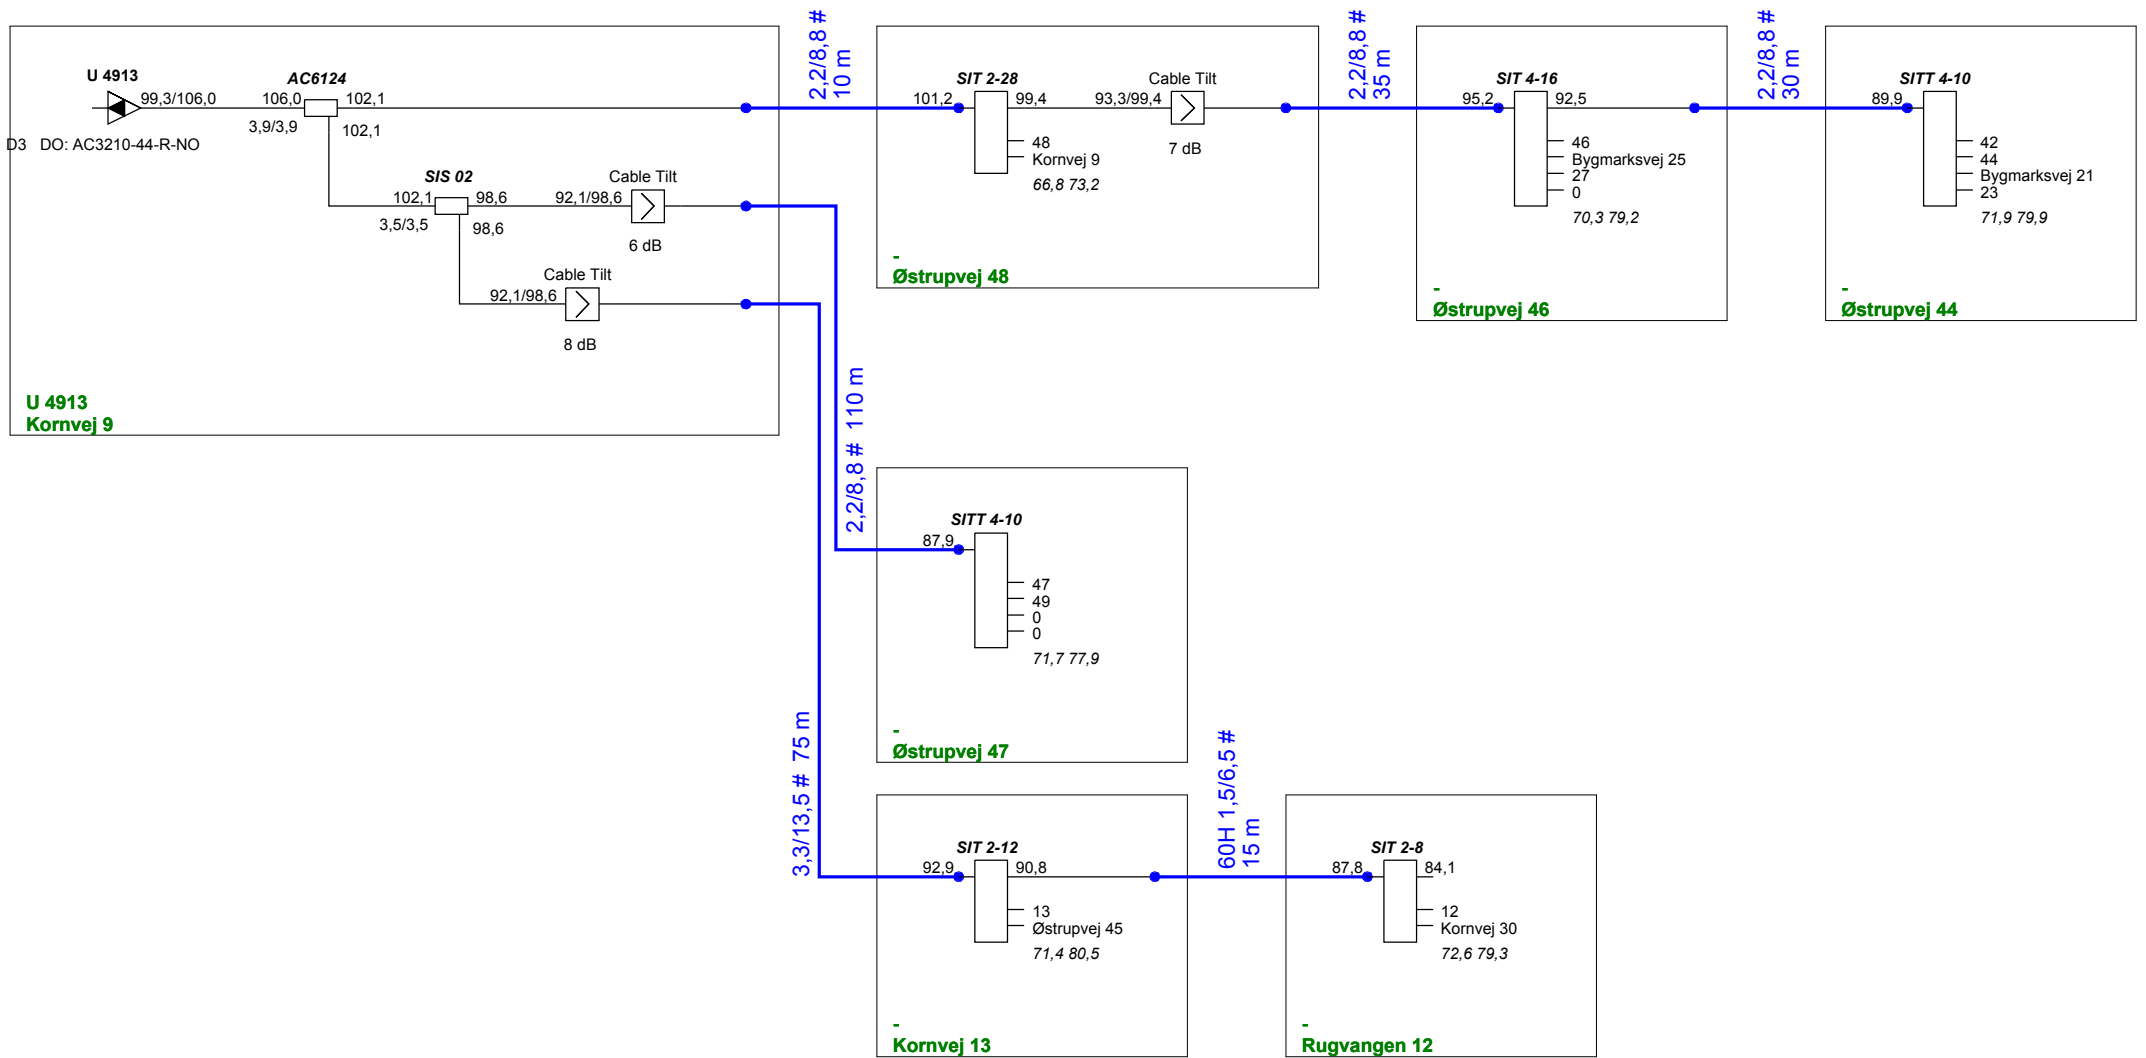 U 4913
99,3/106,0
D3 DO: AC3210-44-R-NO
AC6124
106,0
102,1
3,9/3,9
102,1
SIS 02
102,1
98,6
3,5/3,5
98,6
Cable Tilt
92,1/98,6
6 dB
Cable Tilt
92,1/98,6
8 dB
U 4913
Kornvej 9
2,2/8,8 #
10 m
SIT 2-28
101,2
99,4
48
Kornvej 9
66,8 73,2
Cable Tilt
93,3/99,4
7 dB
-
Østrupvej 48
2,2/8,8 #
35 m
SIT 4-16
95,2
92,5
46
Bygmarksvej 25
27
0
70,3 79,2
-
Østrupvej 46
2,2/8,8 #
30 m
SITT 4-10
89,9
42
44
Bygmarksvej 21
23
71,9 79,9
-
Østrupvej 44
2,2/8,8 # 110 m
SITT 4-10
87,9
47
49
0
0
71,7 77,9
-
Østrupvej 47
3,3/13,5 # 75 m
SIT 2-12
92,9
90,8
13
Østrupvej 45
71,4 80,5
-
Kornvej 13
60H 1,5/6,5 #
15 m
SIT 2-8
87,8
84,1
12
Kornvej 30
72,6 79,3
-
Rugvangen 12